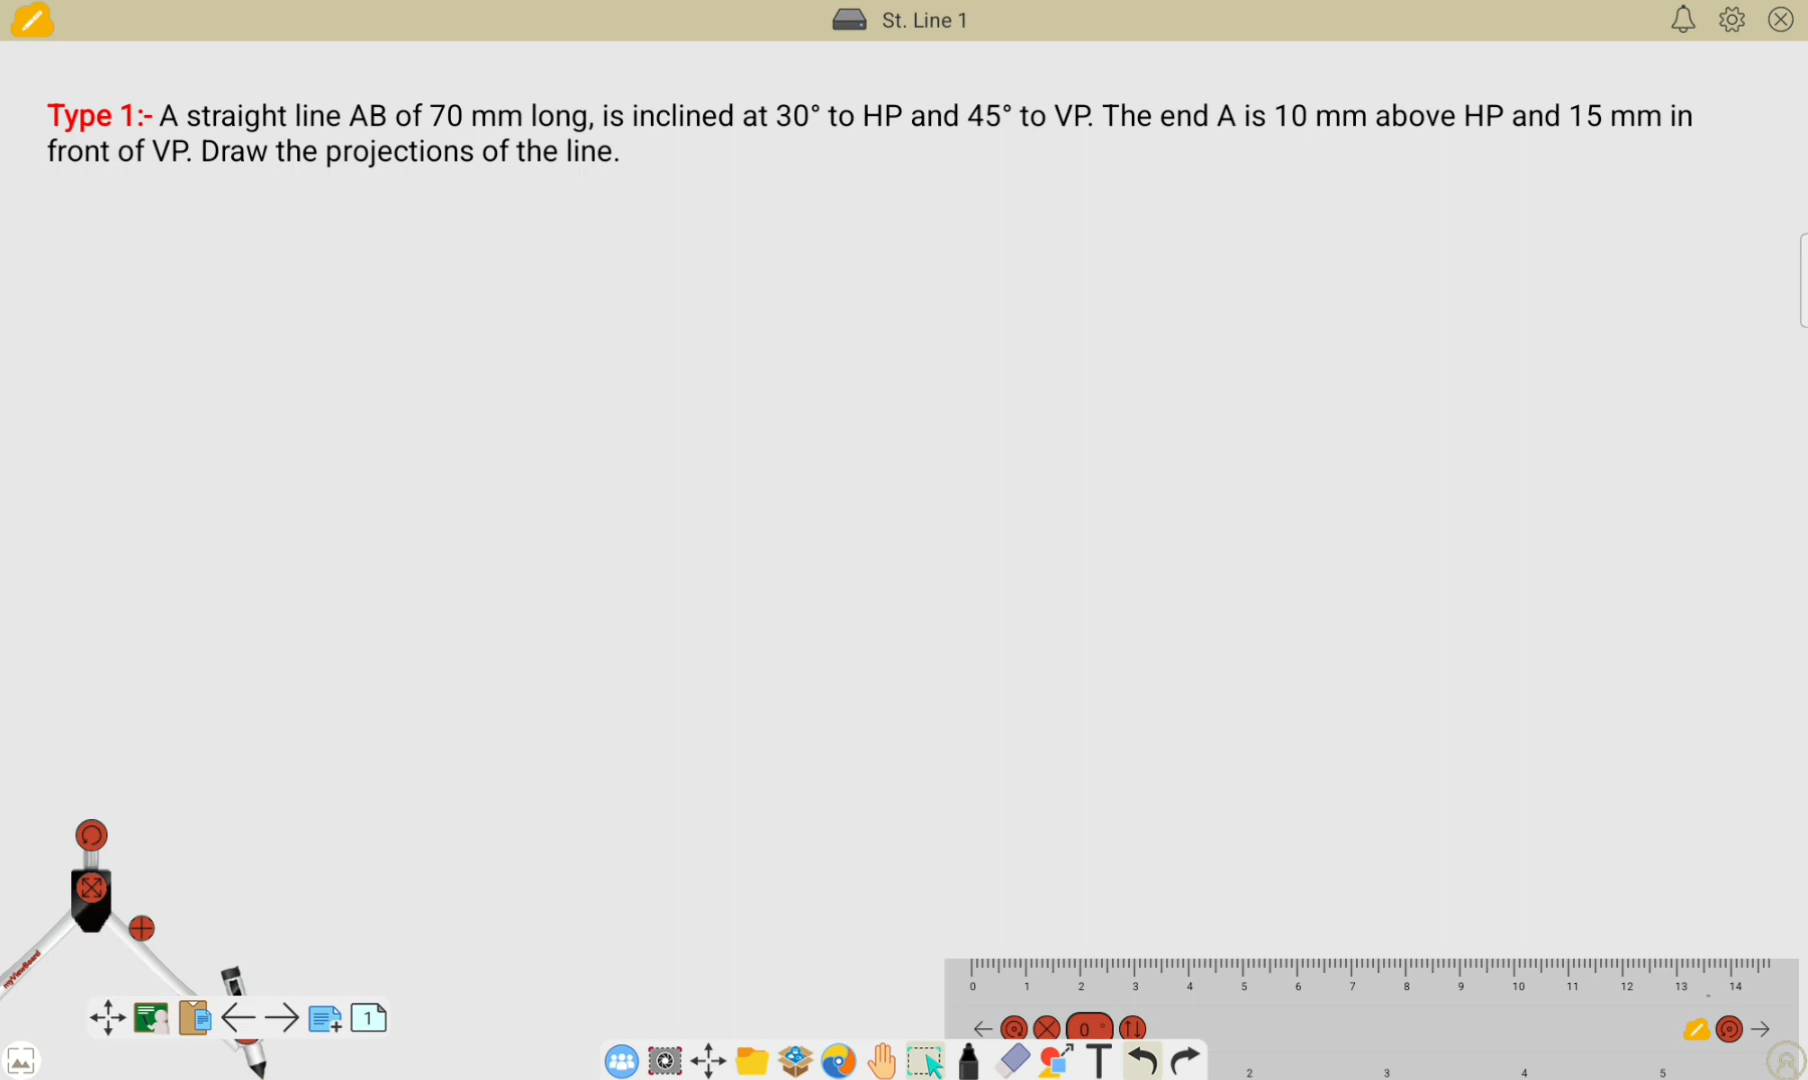 St. Line 1
Type 1:- A straight line AB of 70 mm long, is inclined at 30° to HP and 45° to VP. The end A is 10 mm above HP and 15 mm in
front of VP. Draw the projections of the line.
myViewBoard
0 1 2 3 4 5 6 7 8 9 10 11 12 13 14
1
0 °
T
2 3 4 5